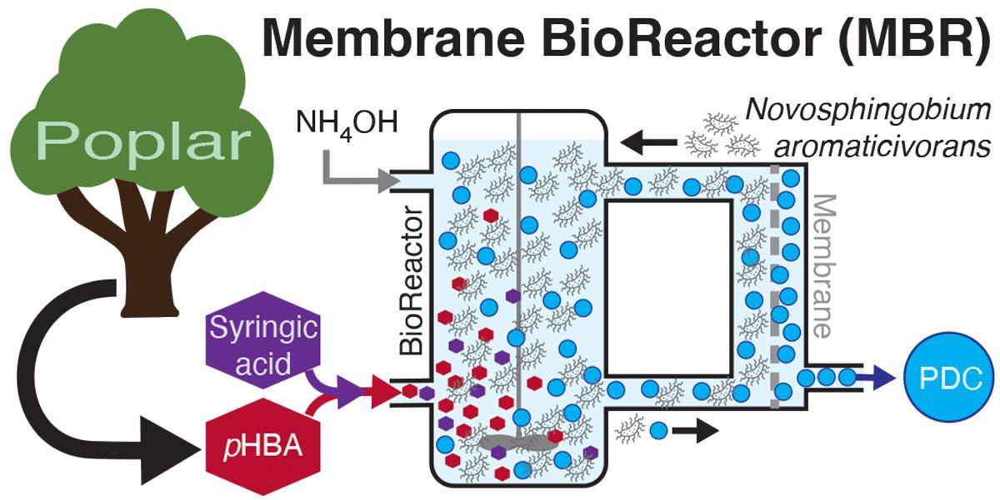 Membrane BioReactor (MBR)
Poplar
NH4OH
Novosphingobium
aromaticivorans
BioReactor
Membrane
Syringic
acid
pHBA
PDC